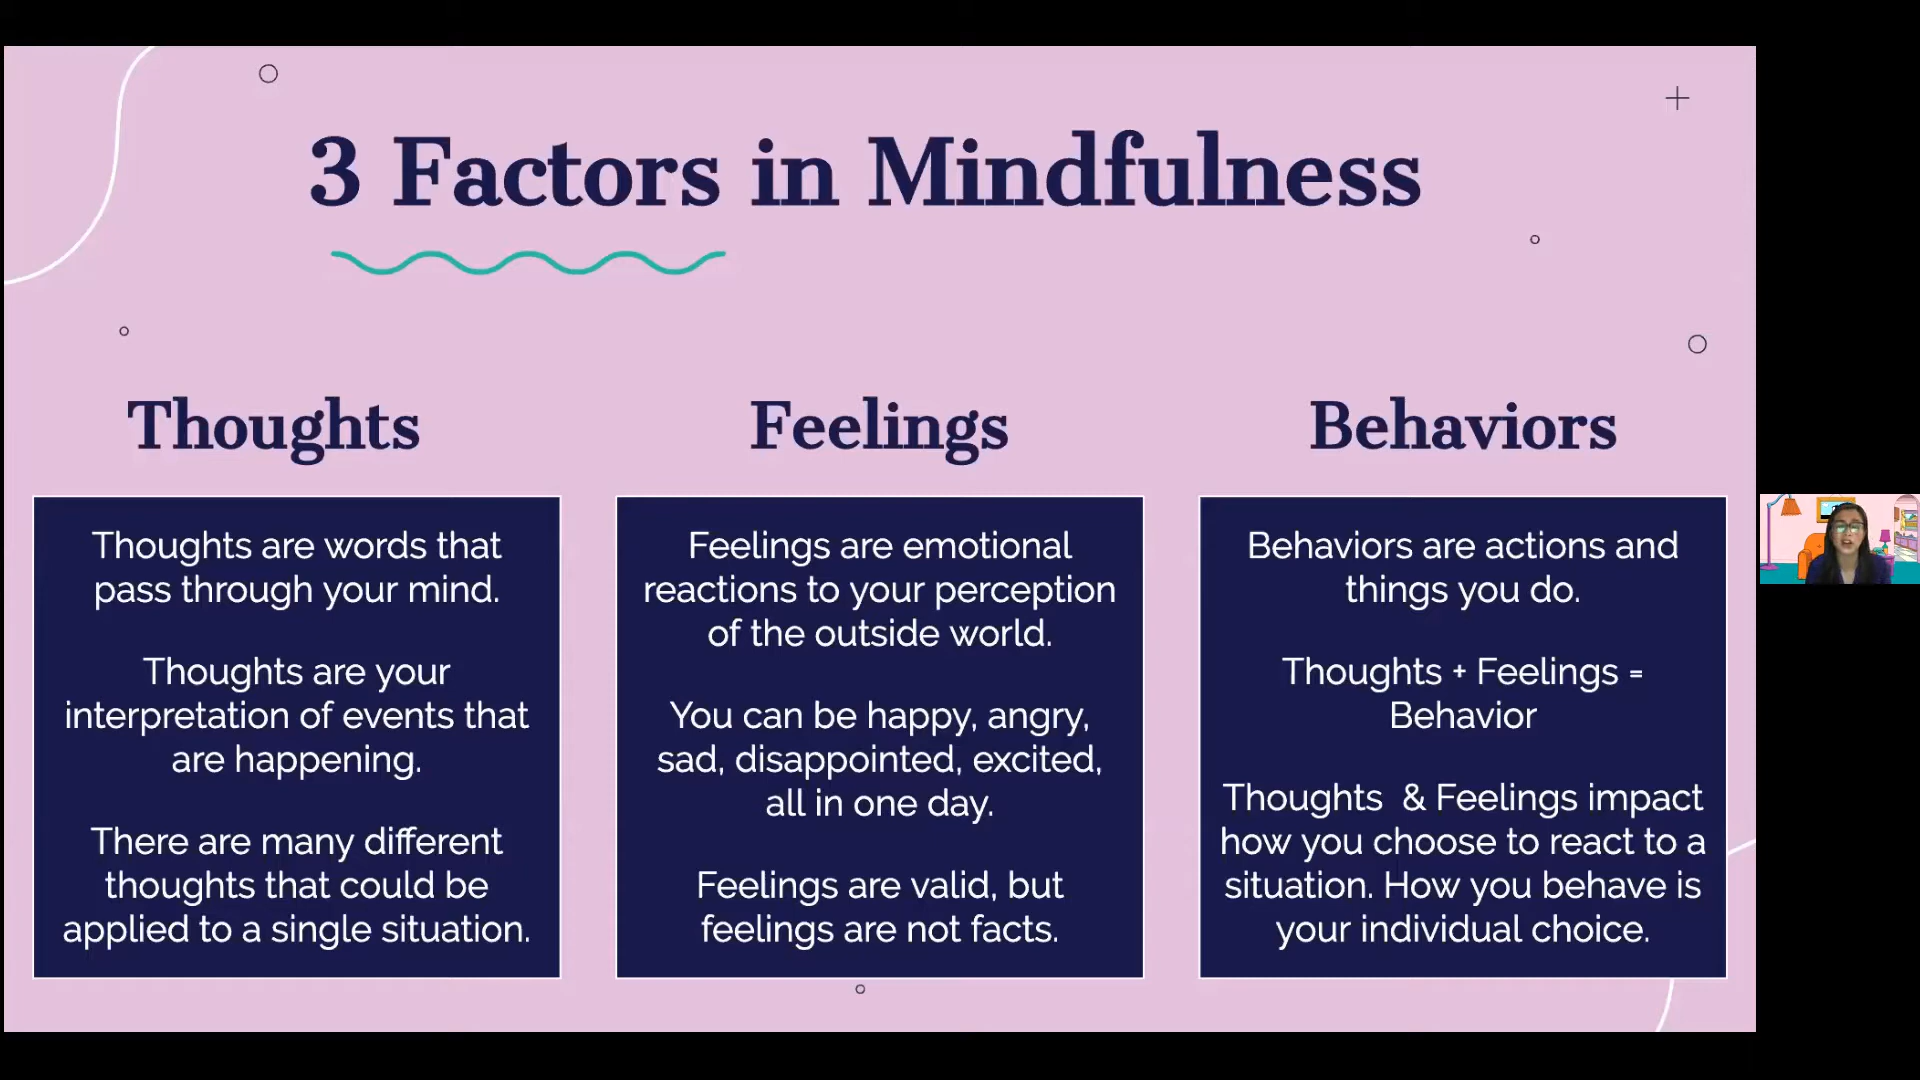 3 Factors in Mindfulness
Thoughts
Thoughts are words that
pass through your mind.
Thoughts are your
interpretation of events that
are happening.
There are many different
thoughts that could be
applied to a single situation.
Feelings
Feelings are emotional
reactions to your perception
of the outside world.
You can be happy, angry,
sad, disappointed, excited,
all in one day.
Feelings are valid, but
feelings are not facts.
Behaviors
Behaviors are actions and
things you do.
Thoughts + Feelings =
Behavior
Thoughts & Feelings impact
how you choose to react to a
situation. How you behave is
your individual choice.